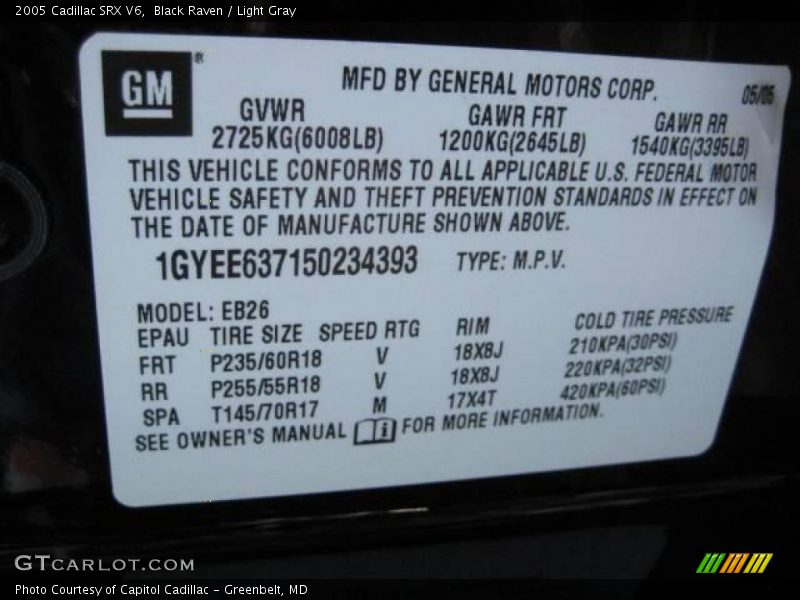 2005 Cadillac SRX V6,  Black Raven / Light Gray
GM ®
MFD BY GENERAL MOTORS CORP. 05/05
GVWR GAWR FRT GAWR RR
2725KG(6008LB) 1200KG(2645LB) 1540KG(3395LB)
THIS VEHICLE CONFORMS TO ALL APPLICABLE U.S. FEDERAL MOTOR
VEHICLE SAFETY AND THEFT PREVENTION STANDARDS IN EFFECT ON
THE DATE OF MANUFACTURE SHOWN ABOVE.
1GYEE637150234393 TYPE: M.P.V.
MODEL: EB26
EPAU TIRE SIZE SPEED RTG RIM COLD TIRE PRESSURE
FRT P235/60R18 V 18X8J 210KPA(30PSI)
RR P255/55R18 V 18X8J 220KPA(32PSI)
SPA T145/70R17 M 17X4T 420KPA(60PSI)
SEE OWNER'S MANUAL i FOR MORE INFORMATION.
GTCARLOT.COM
Photo Courtesy of Capitol Cadillac - Greenbelt, MD